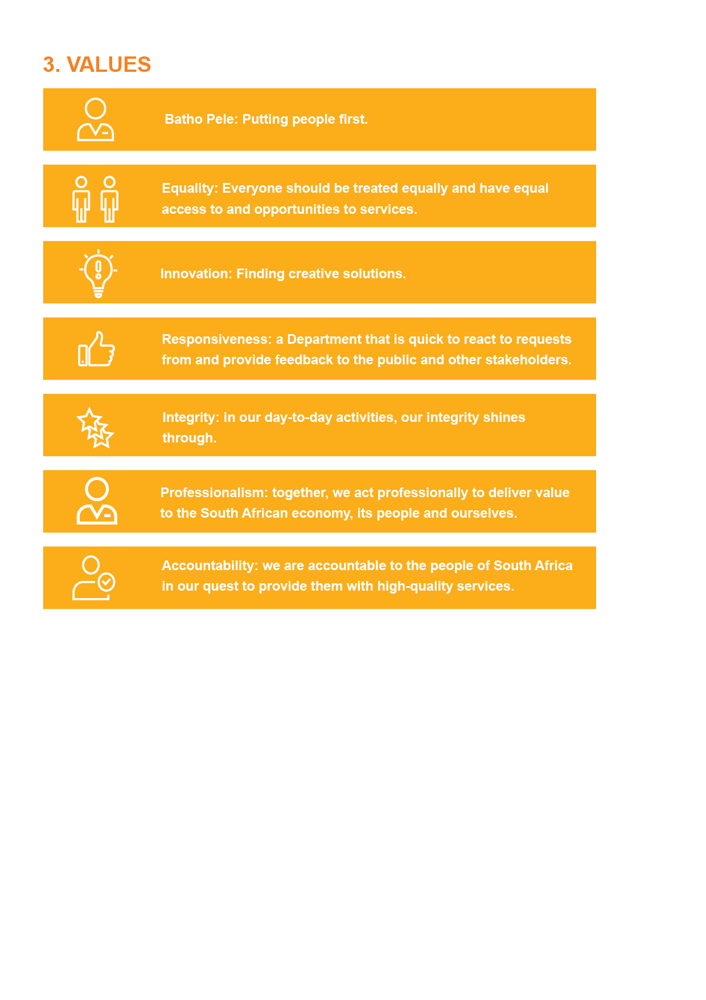 3. VALUES
Batho Pele: Putting people first.
Equality: Everyone should be treated equally and have equal
access to and opportunities to services.
Innovation: Finding creative solutions.
Responsiveness: a Department that is quick to react to requests
from and provide feedback to the public and other stakeholders.
Integrity: in our day-to-day activities, our integrity shines
through.
Professionalism: together, we act professionally to deliver value
to the South African economy, its people and ourselves.
Accountability: we are accountable to the people of South Africa
in our quest to provide them with high-quality services.